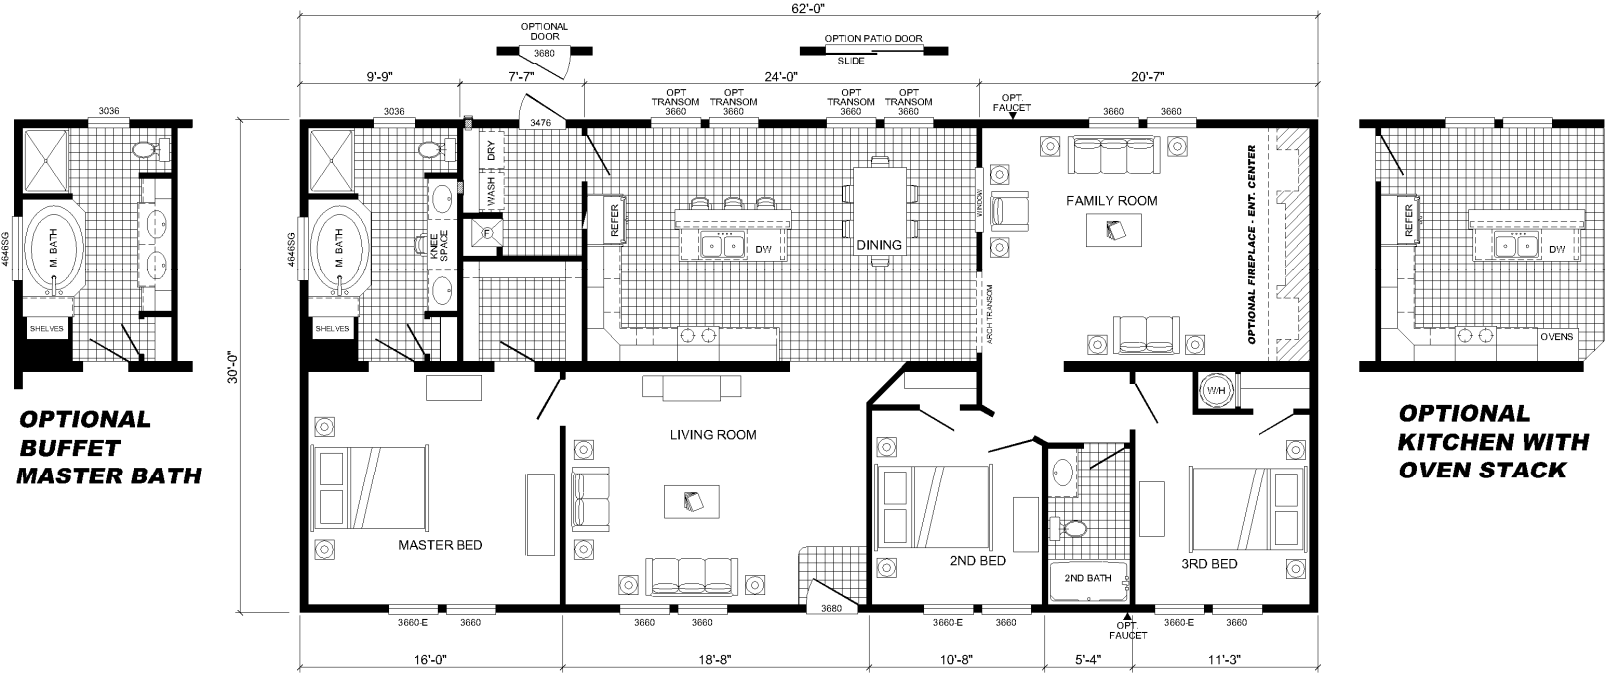 62'-0"
OPTIONAL
DOOR
3680
OPTION PATIO DOOR
SLIDE
9'-9"
7'-7"
24'-0"
20'-7"
OPT
TRANSOM
3660
OPT
TRANSOM
3660
OPT
TRANSOM
3660
OPT
TRANSOM
3660
OPT.
FAUCET
3660
3660
3036
3036
3476
4646SG
M. BATH
SHELVES
OPTIONAL
BUFFET
MASTER BATH
30'-0"
4646SG
M. BATH
SHELVES
KNEE
SPACE
DRY
WASH
F
REFER
DW
DINING
WINDOW
ARCH TRANSOM
FAMILY ROOM
OPTIONAL FIREPLACE - ENT. CENTER
REFER
DW
OVENS
OPTIONAL
KITCHEN WITH
OVEN STACK
W/H
MASTER BED
LIVING ROOM
2ND BED
2ND BATH
3RD BED
3660-E
3660
3660
3660
3680
3660-E
3660
OPT.
FAUCET
3660-E
3660
16'-0"
18'-8"
10'-8"
5'-4"
11'-3"